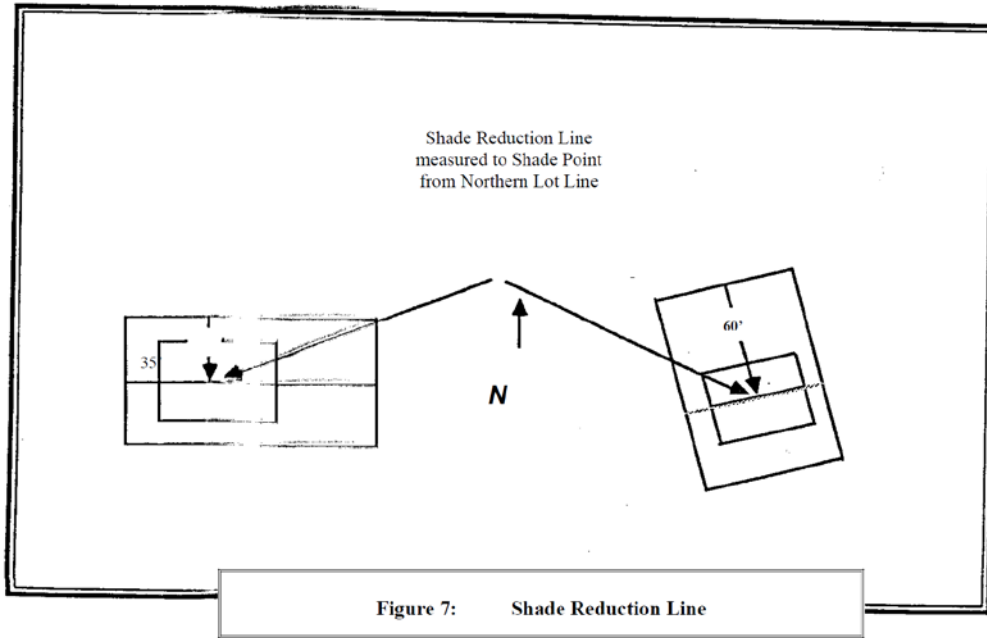 Shade Reduction Line
measured to Shade Point
from Northern Lot Line
35
60'
N
Figure 7: Shade Reduction Line